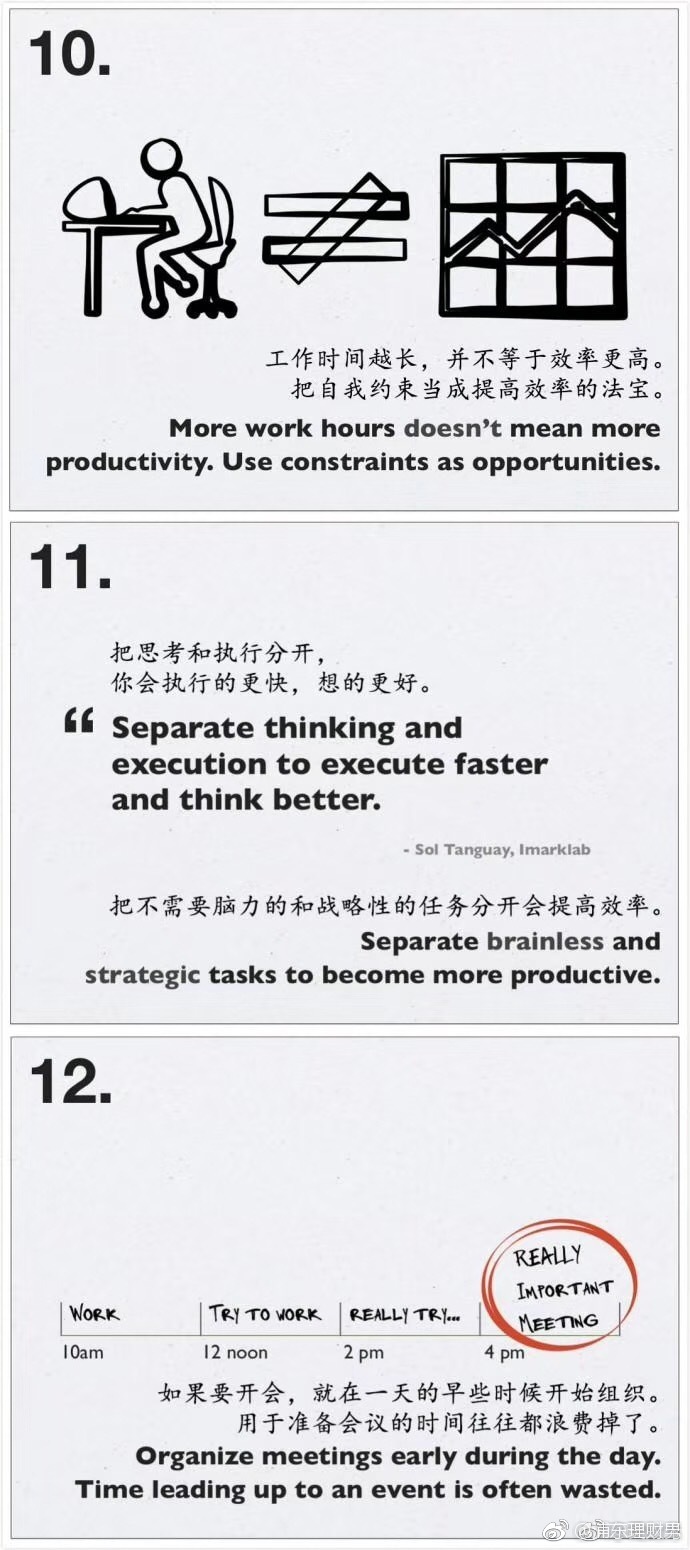 10.
工作时间越长，并不等于效率更高。
把自我约束当成提高效率的法宝。
More work hours doesn't mean more
productivity. Use constraints as opportunities.
11.
把思考和执行分开，
你会执行的更快，想的更好。
“ Separate thinking and
execution to execute faster
and think better.
- Sol Tanguay, Imarklab
把不需要脑力的和战略性的任务分开会提高效率。
Separate brainless and
strategic tasks to become more productive.
12.
REALLY
IMPORTANT
MEETING
WORK
TRY TO WORK
REALLY TRY...
10am
12 noon
2 pm
4 pm
如果要开会，就在一天的早些时候开始组织。
用于准备会议的时间往往都浪费掉了。
Organize meetings early during the day.
Time leading up to an event is often wasted.